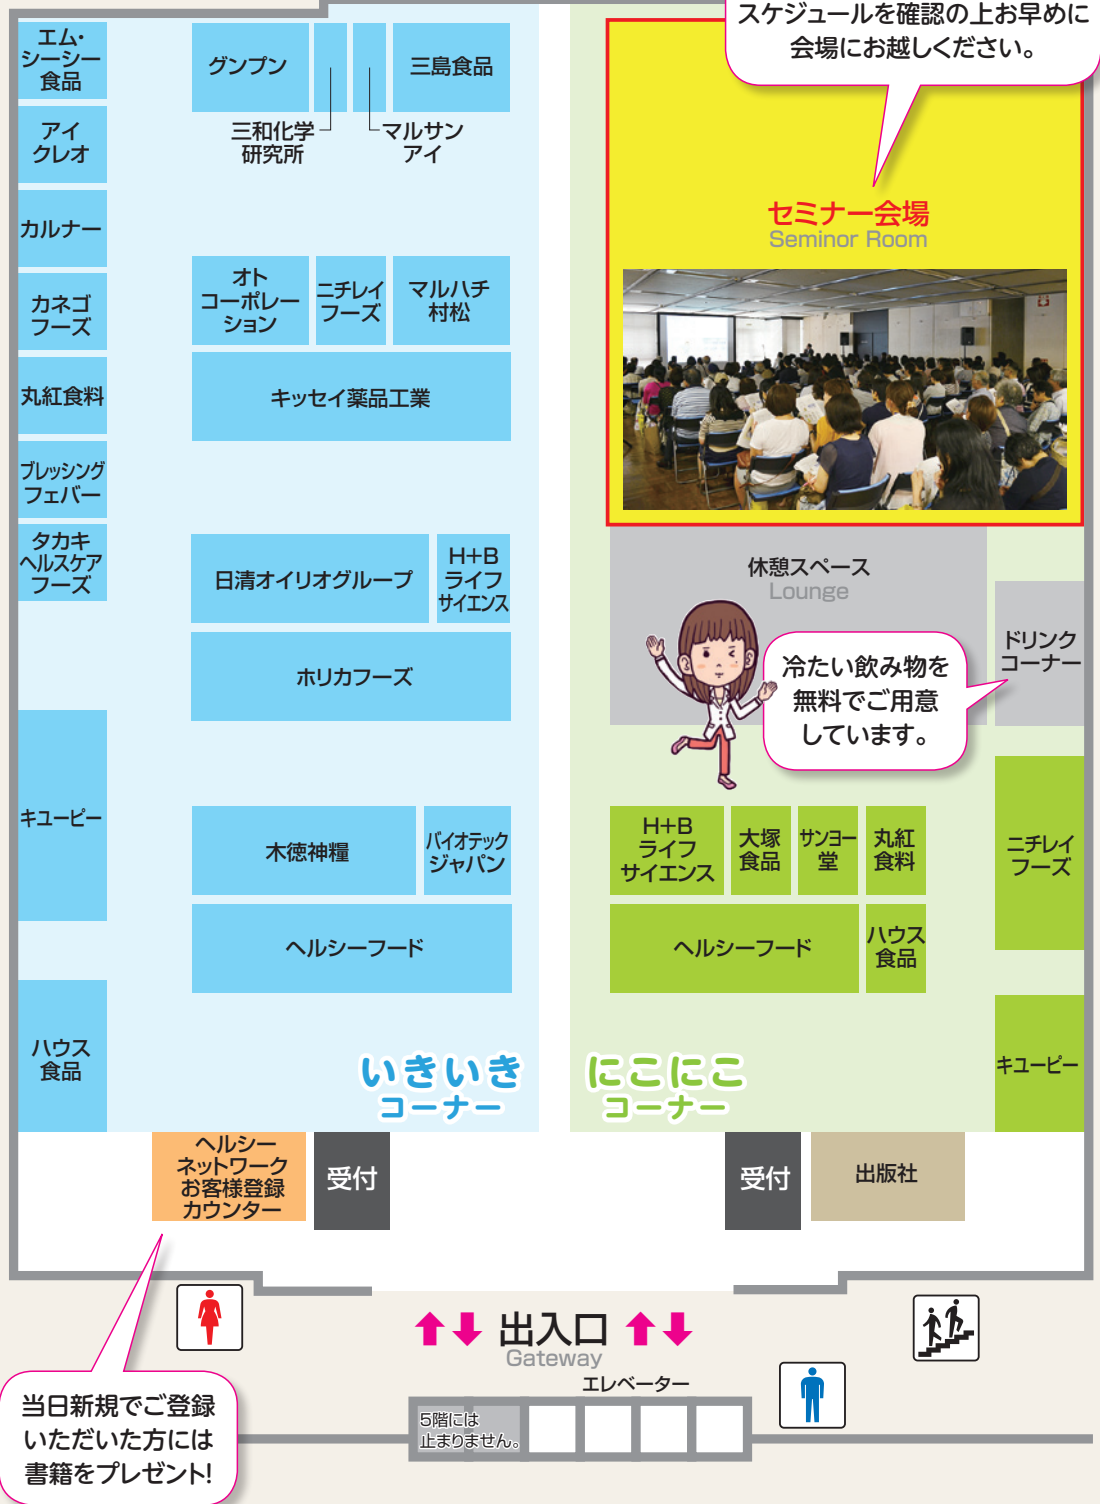 スケジュールを確認の上お早めに
会場にお越しください。
エム・
シーシー
食品
グンプン
三島食品
三和化学
研究所
マルサン
アイ
アイ
クレオ
カルナー
セミナー会場
Seminor Room
オト
コーポレー
ション
ニチレイ
フーズ
マルハチ
村松
カネゴ
フーズ
丸紅食料
キッセイ薬品工業
ブレッシング
フェバー
タカキ
ヘルスケア
フーズ
日清オイリオグループ
H+B
ライフ
サイエンス
休憩スペース
Lounge
ドリンク
コーナー
冷たい飲み物を
無料でご用意
しています。
ホリカフーズ
キユーピー
木徳神糧
バイオテック
ジャパン
H+B
ライフ
サイエンス
大塚
食品
サンヨー
堂
丸紅
食料
ニチレイ
フーズ
ヘルシーフード
ヘルシーフード
ハウス
食品
ハウス
食品
いきいき
コーナー
にこにこ
コーナー
キユーピー
ヘルシー
ネットワーク
お客様登録
カウンター
受付
受付
出版社
出入口
Gateway
エレベーター
5階には
止まりません。
当日新規でご登録
いただいた方には
書籍をプレゼント!